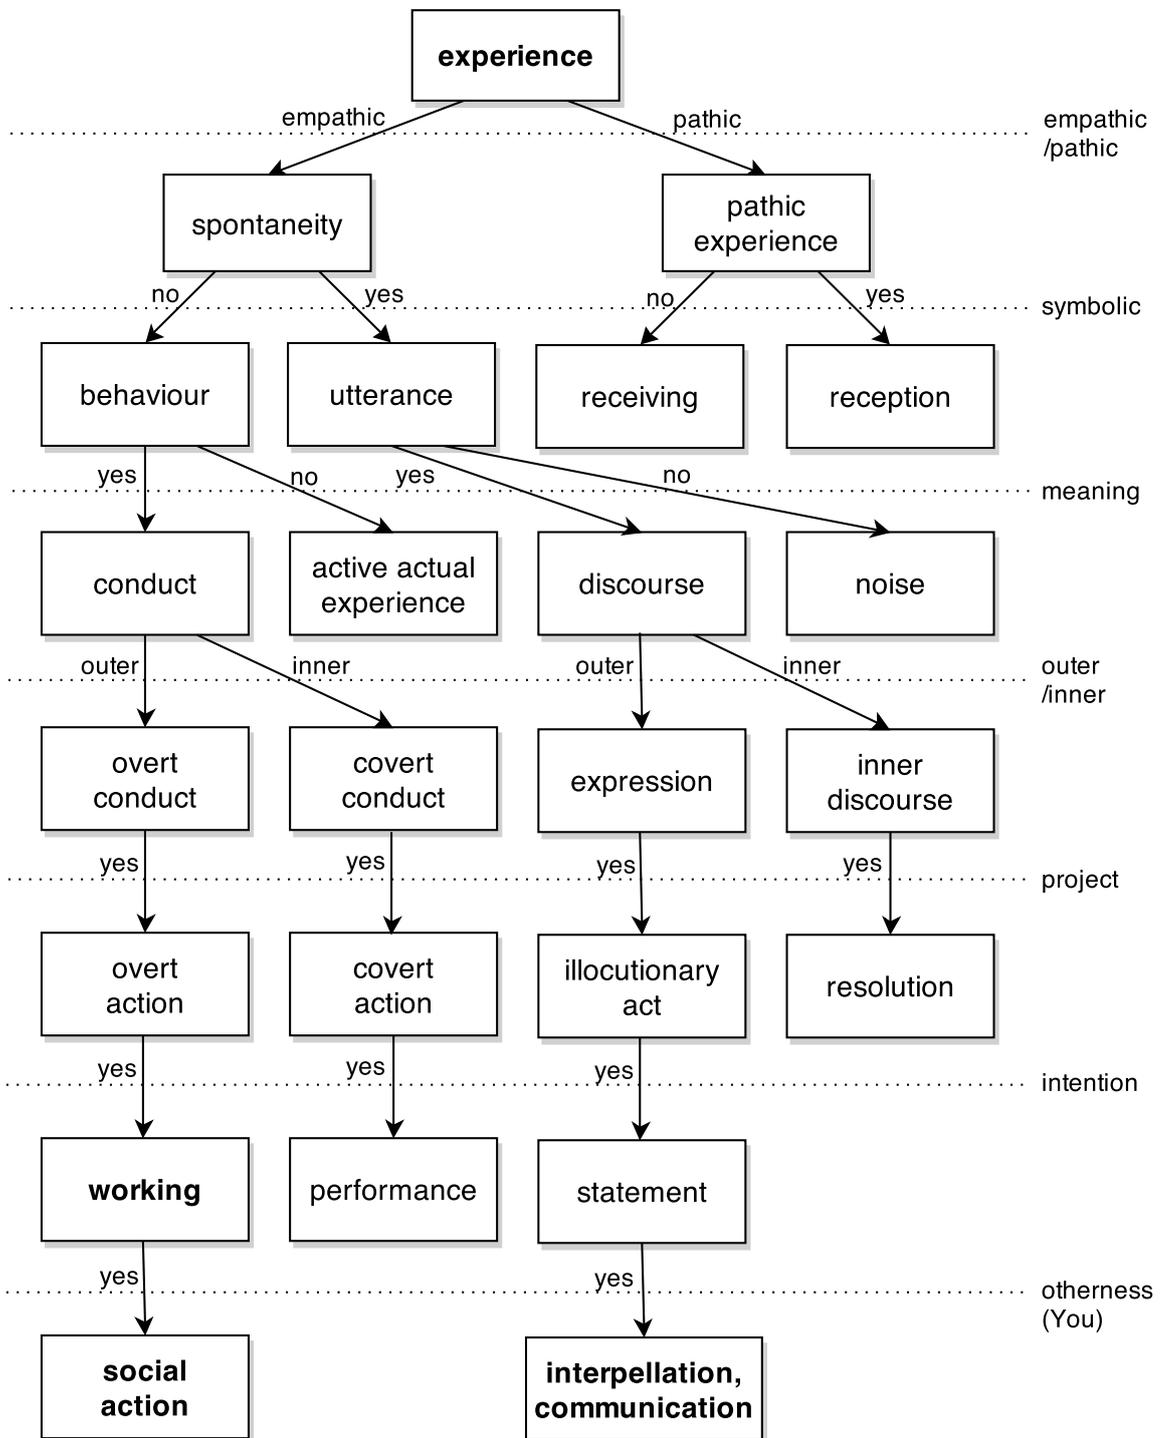 experience
empathic
pathic
empathic
/pathic
spontaneity
pathic
experience
no
yes
no
yes
symbolic
behaviour
utterance
receiving
reception
yes
no
yes
no
meaning
conduct
active actual
experience
discourse
noise
outer
inner
outer
inner
outer
/inner
overt
conduct
covert
conduct
expression
inner
discourse
yes
yes
yes
yes
project
overt
action
covert
action
illocutionary
act
resolution
yes
yes
yes
intention
working
performance
statement
yes
yes
otherness
(You)
social
action
interpellation,
communication